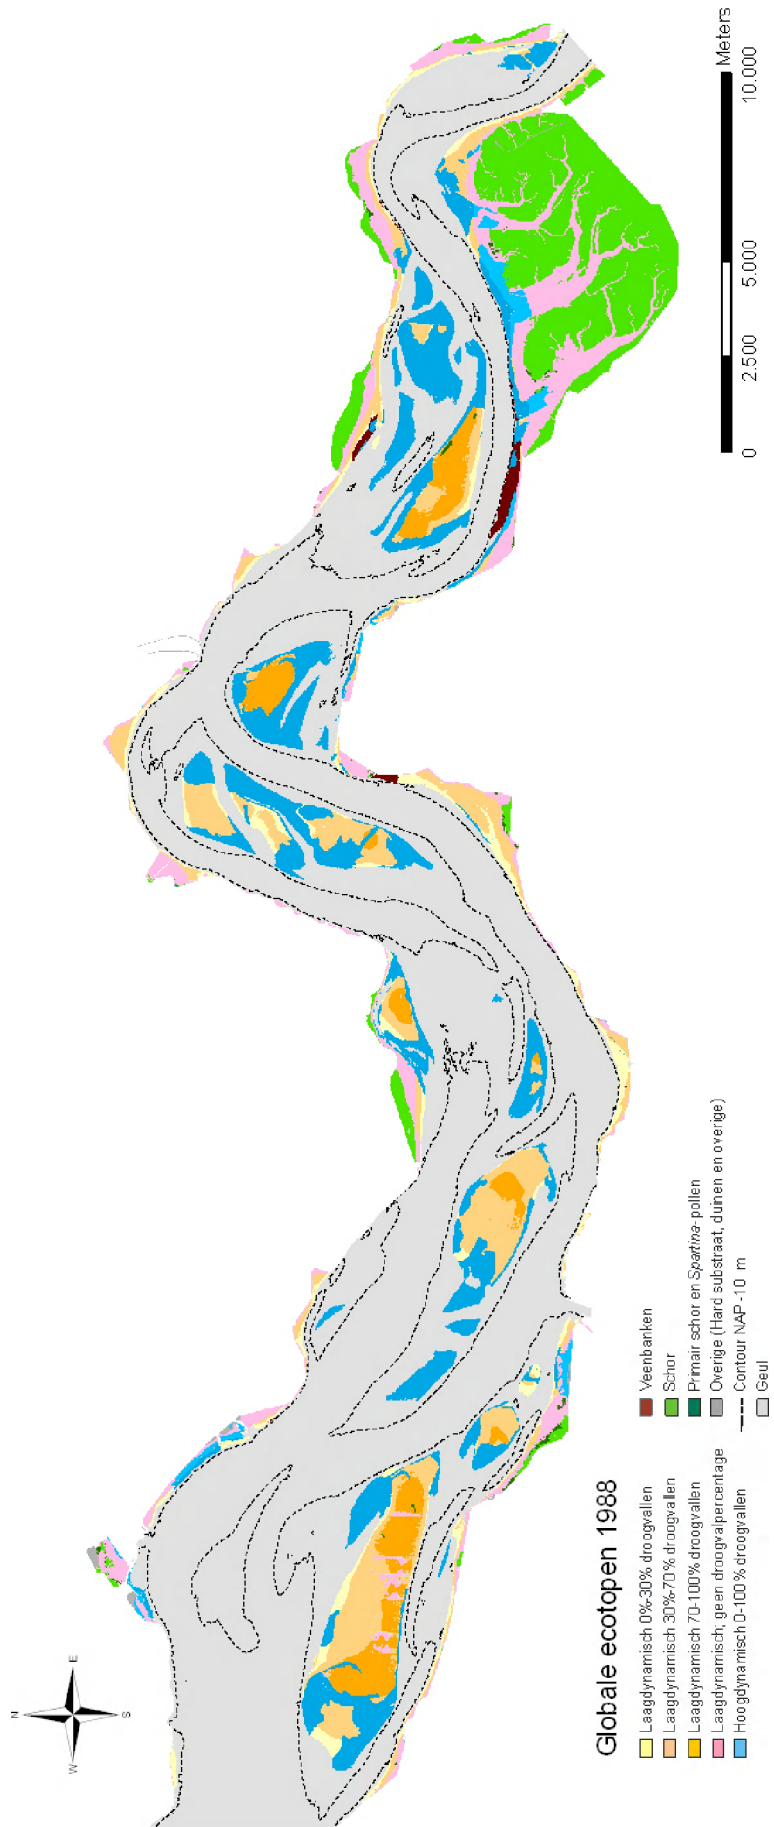 N
W
E
S
Globale ecotopen 1988
Laagdynamisch 0%-30% droogvallen
Laagdynamisch 30%-70% droogvallen
Laagdynamisch 70-100% droogvallen
Laagdynamisch, geen droogvalpercentage
Hoogdynamisch 0-100% droogvallen
Veenbanken
Schor
Primair schor en Spartina-pollen
Overige (Hard substraat, duinen en overige)
Contour NAP -10 m
Geul
0
2.500
5.000
10.000
Meters